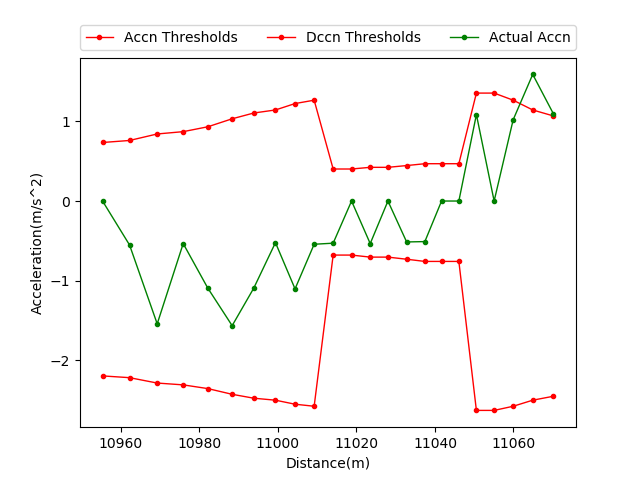 Accn Thresholds Dccn Thresholds Actual Accn
Acceleration(m/s^2)
1
0
−1
−2
10960 10980 11000 11020 11040 11060
Distance(m)